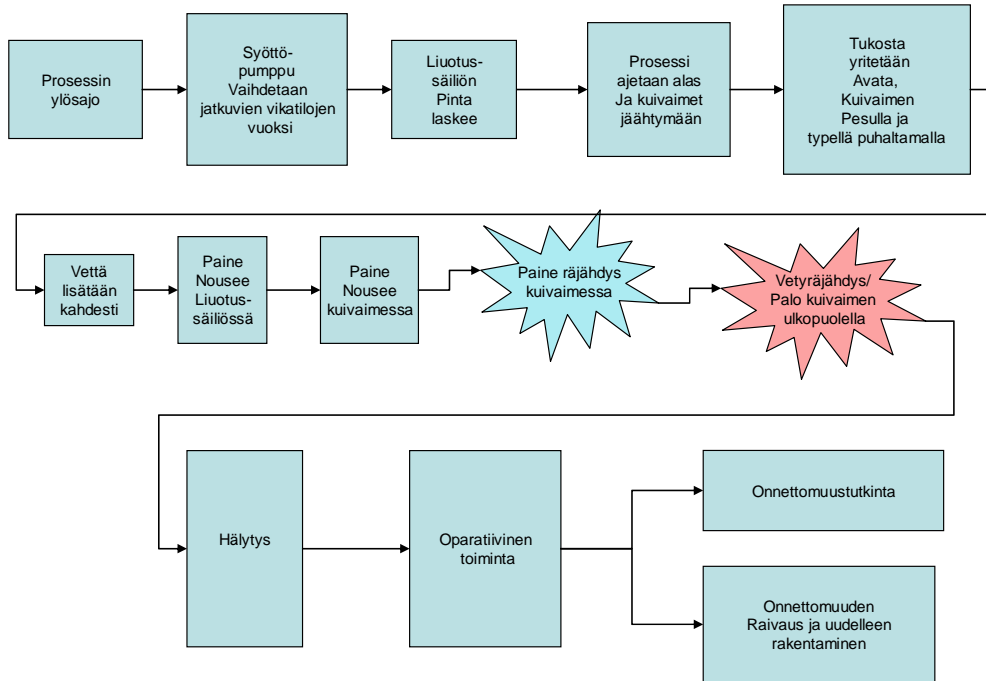 Prosessin
ylösajo
Syöttö-
pumppu
Vaihdetaan
jatkuvien vikatilojen
vuoksi
Liuotus-
säiliön
Pinta
laskee
Prosessi
ajetaan alas
Ja kuivaimet
jäähtymään
Tukosta
yritetään
Avata,
Kuivaimen
Pesulla ja
typellä puhaltamalla
Vettä
lisätään
kahdesti
Paine
Nousee
Liuotus-
säiliössä
Paine
Nousee
kuivaimessa
Paine räjähdys
kuivaimessa
Vetyräjähdys/
Palo kuivaimen
ulkopuolella
Hälytys
Oparatiivinen
toiminta
Onnettomuustutkinta
Onnettomuuden
Raivaus ja uudelleen
rakentaminen